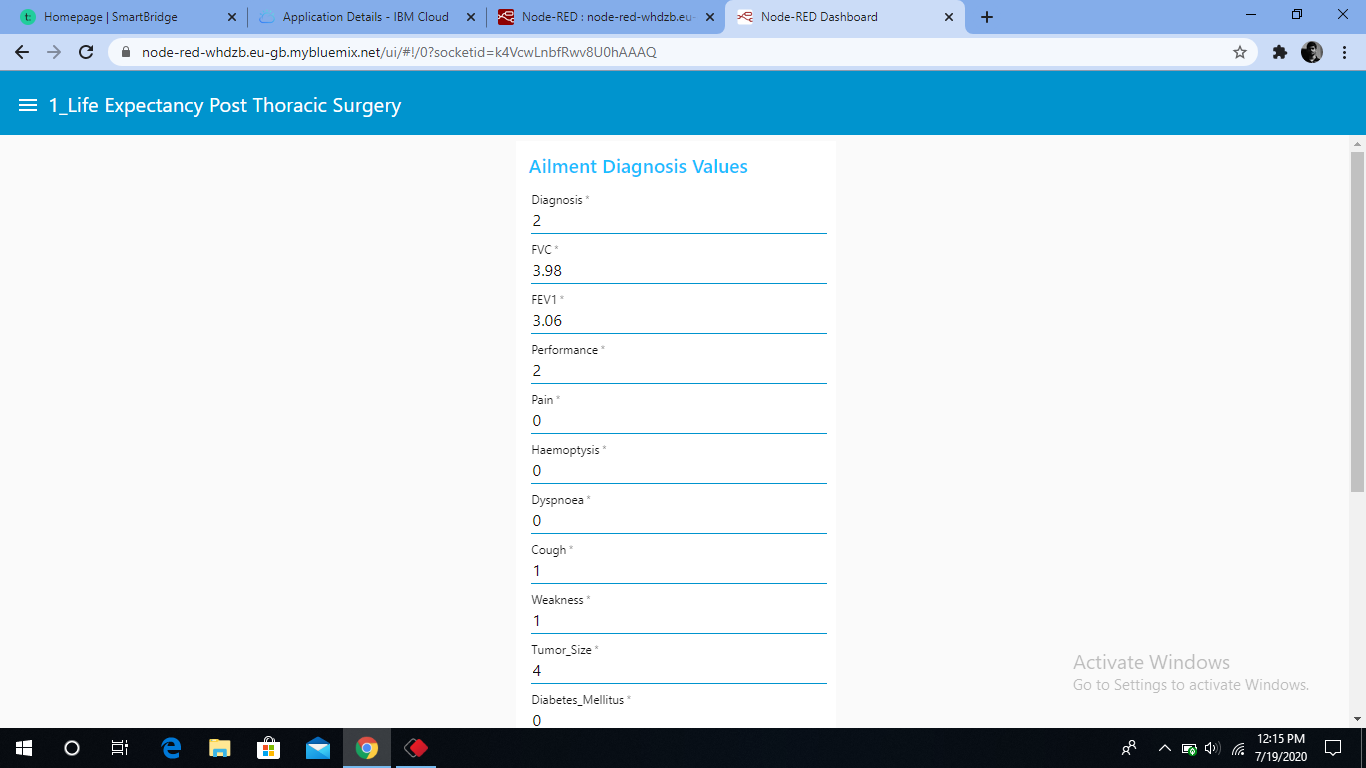 Homepage | SmartBridge
Application Details - IBM Cloud
Node-RED : node-red-whdzb.eu-
Node-RED Dashboard
node-red-whdzb.eu-gb.mybluemix.net/ui/#!/0?socketid=k4VcwLnbfRwv8U0hAAAQ
1_Life Expectancy Post Thoracic Surgery
Ailment Diagnosis Values
Diagnosis *
2
FVC *
3.98
FEV1 *
3.06
Performance *
2
Pain *
0
Haemoptysis *
0
Dyspnoea *
0
Cough *
1
Weakness *
1
Tumor_Size *
4
Diabetes_Mellitus *
0
Activate Windows
Go to Settings to activate Windows.
12:15 PM
7/19/2020